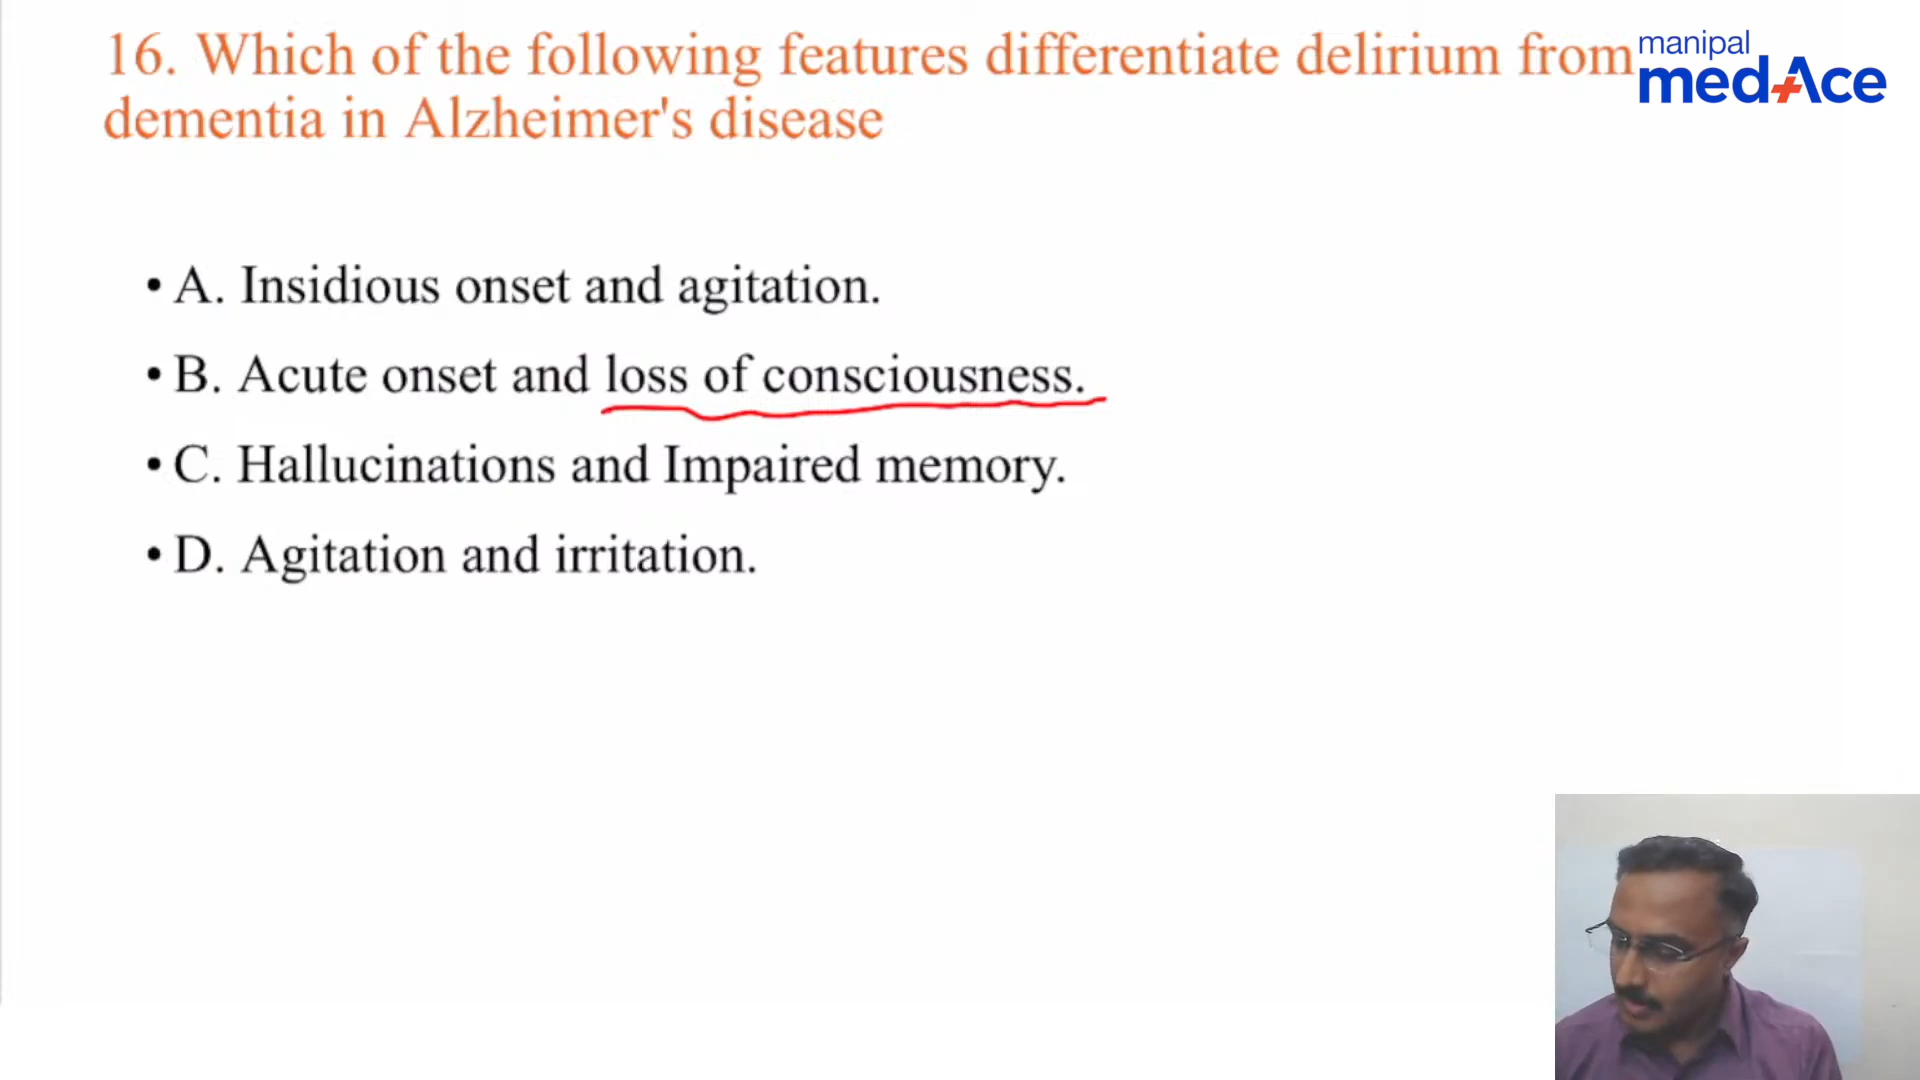 16. Which of the following features differentiate delirium from
dementia in Alzheimer's disease
manipal
medAce
• A. Insidious onset and agitation.
• B. Acute onset and loss of consciousness.
• C. Hallucinations and Impaired memory.
• D. Agitation and irritation.